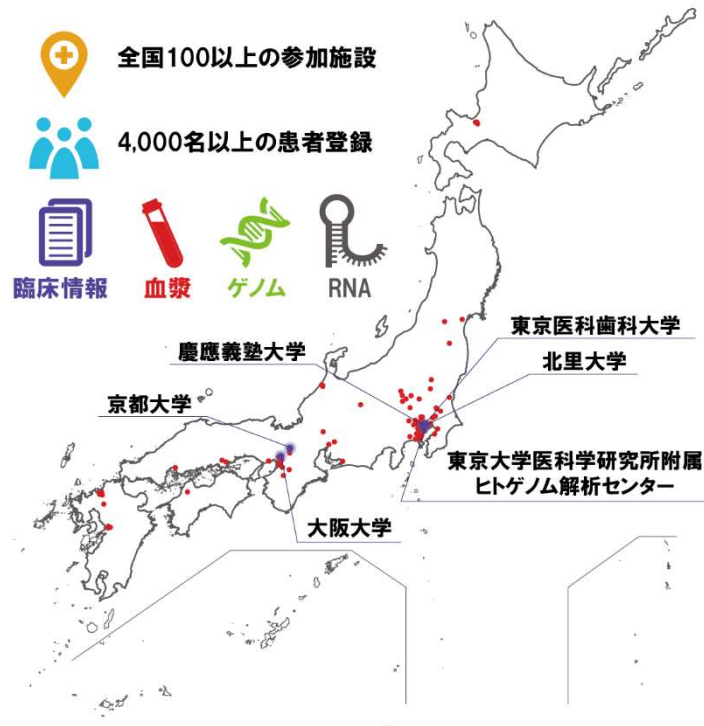 全国100以上の参加施設
4,000名以上の患者登録
臨床情報
血漿
ゲノム
RNA
東京医科歯科大学
慶應義塾大学
北里大学
京都大学
東京大学医科学研究所附属
ヒトゲノム解析センター
大阪大学